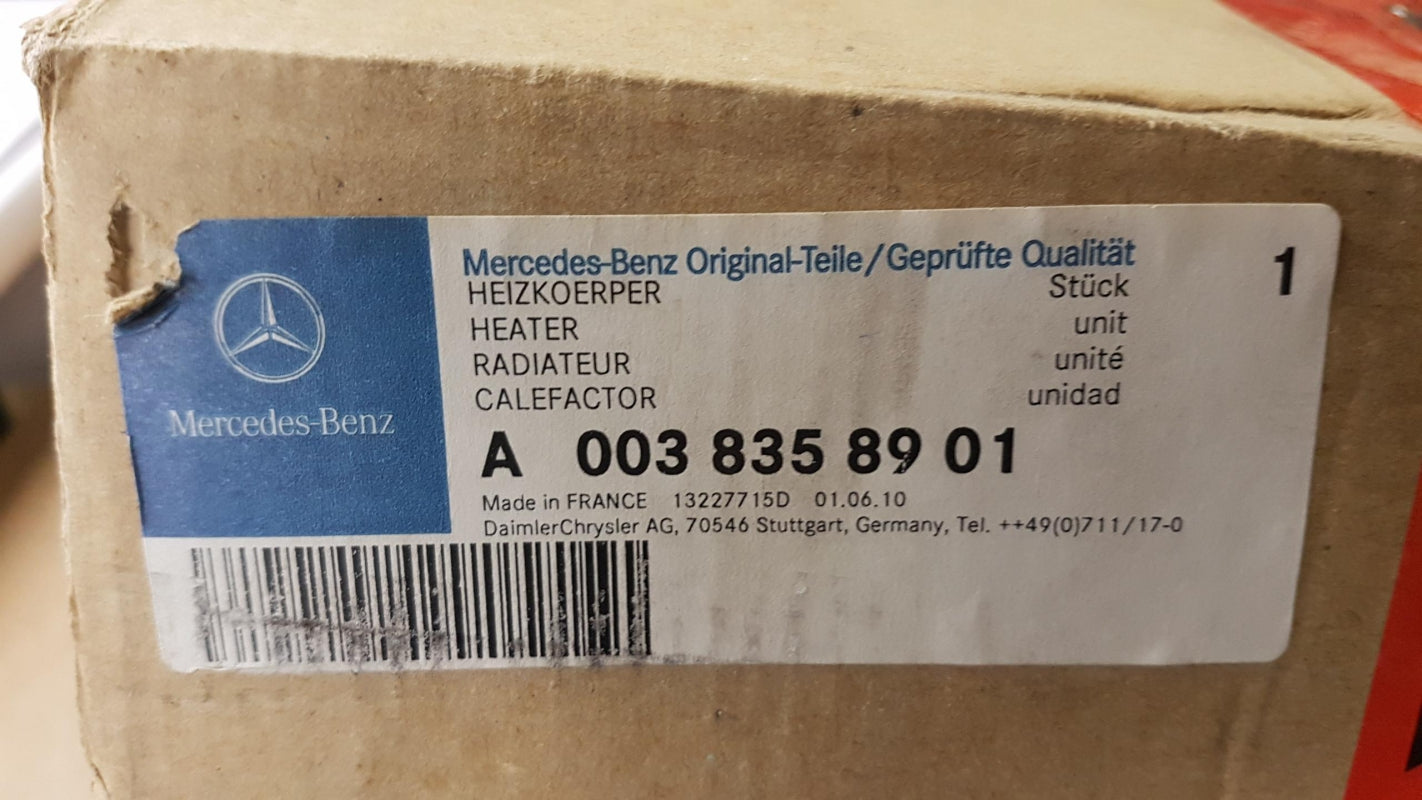 Mercedes-Benz
Mercedes-Benz Original-Teile/Geprüfte Qualität
HEIZKOERPER Stück 1
HEATER unit
RADIATEUR unité
CALEFACTOR unidad
A 003 835 89 01
Made in FRANCE 13227715D 01.06.10
DaimlerChrysler AG, 70546 Stuttgart, Germany, Tel. ++49(0)711/17-0